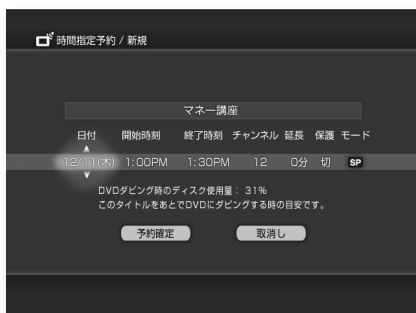 時間指定予約 / 新規
マネー講座
日付 開始時刻 終了時刻 チャンネル 延長 保護 モード
12/11(木) 1:00PM 1:30PM 12 0分 切 SP
DVDダビング時のディスク使用量： 31%
このタイトルをあとでDVDにダビングする時の目安です。
予約確定 取消し